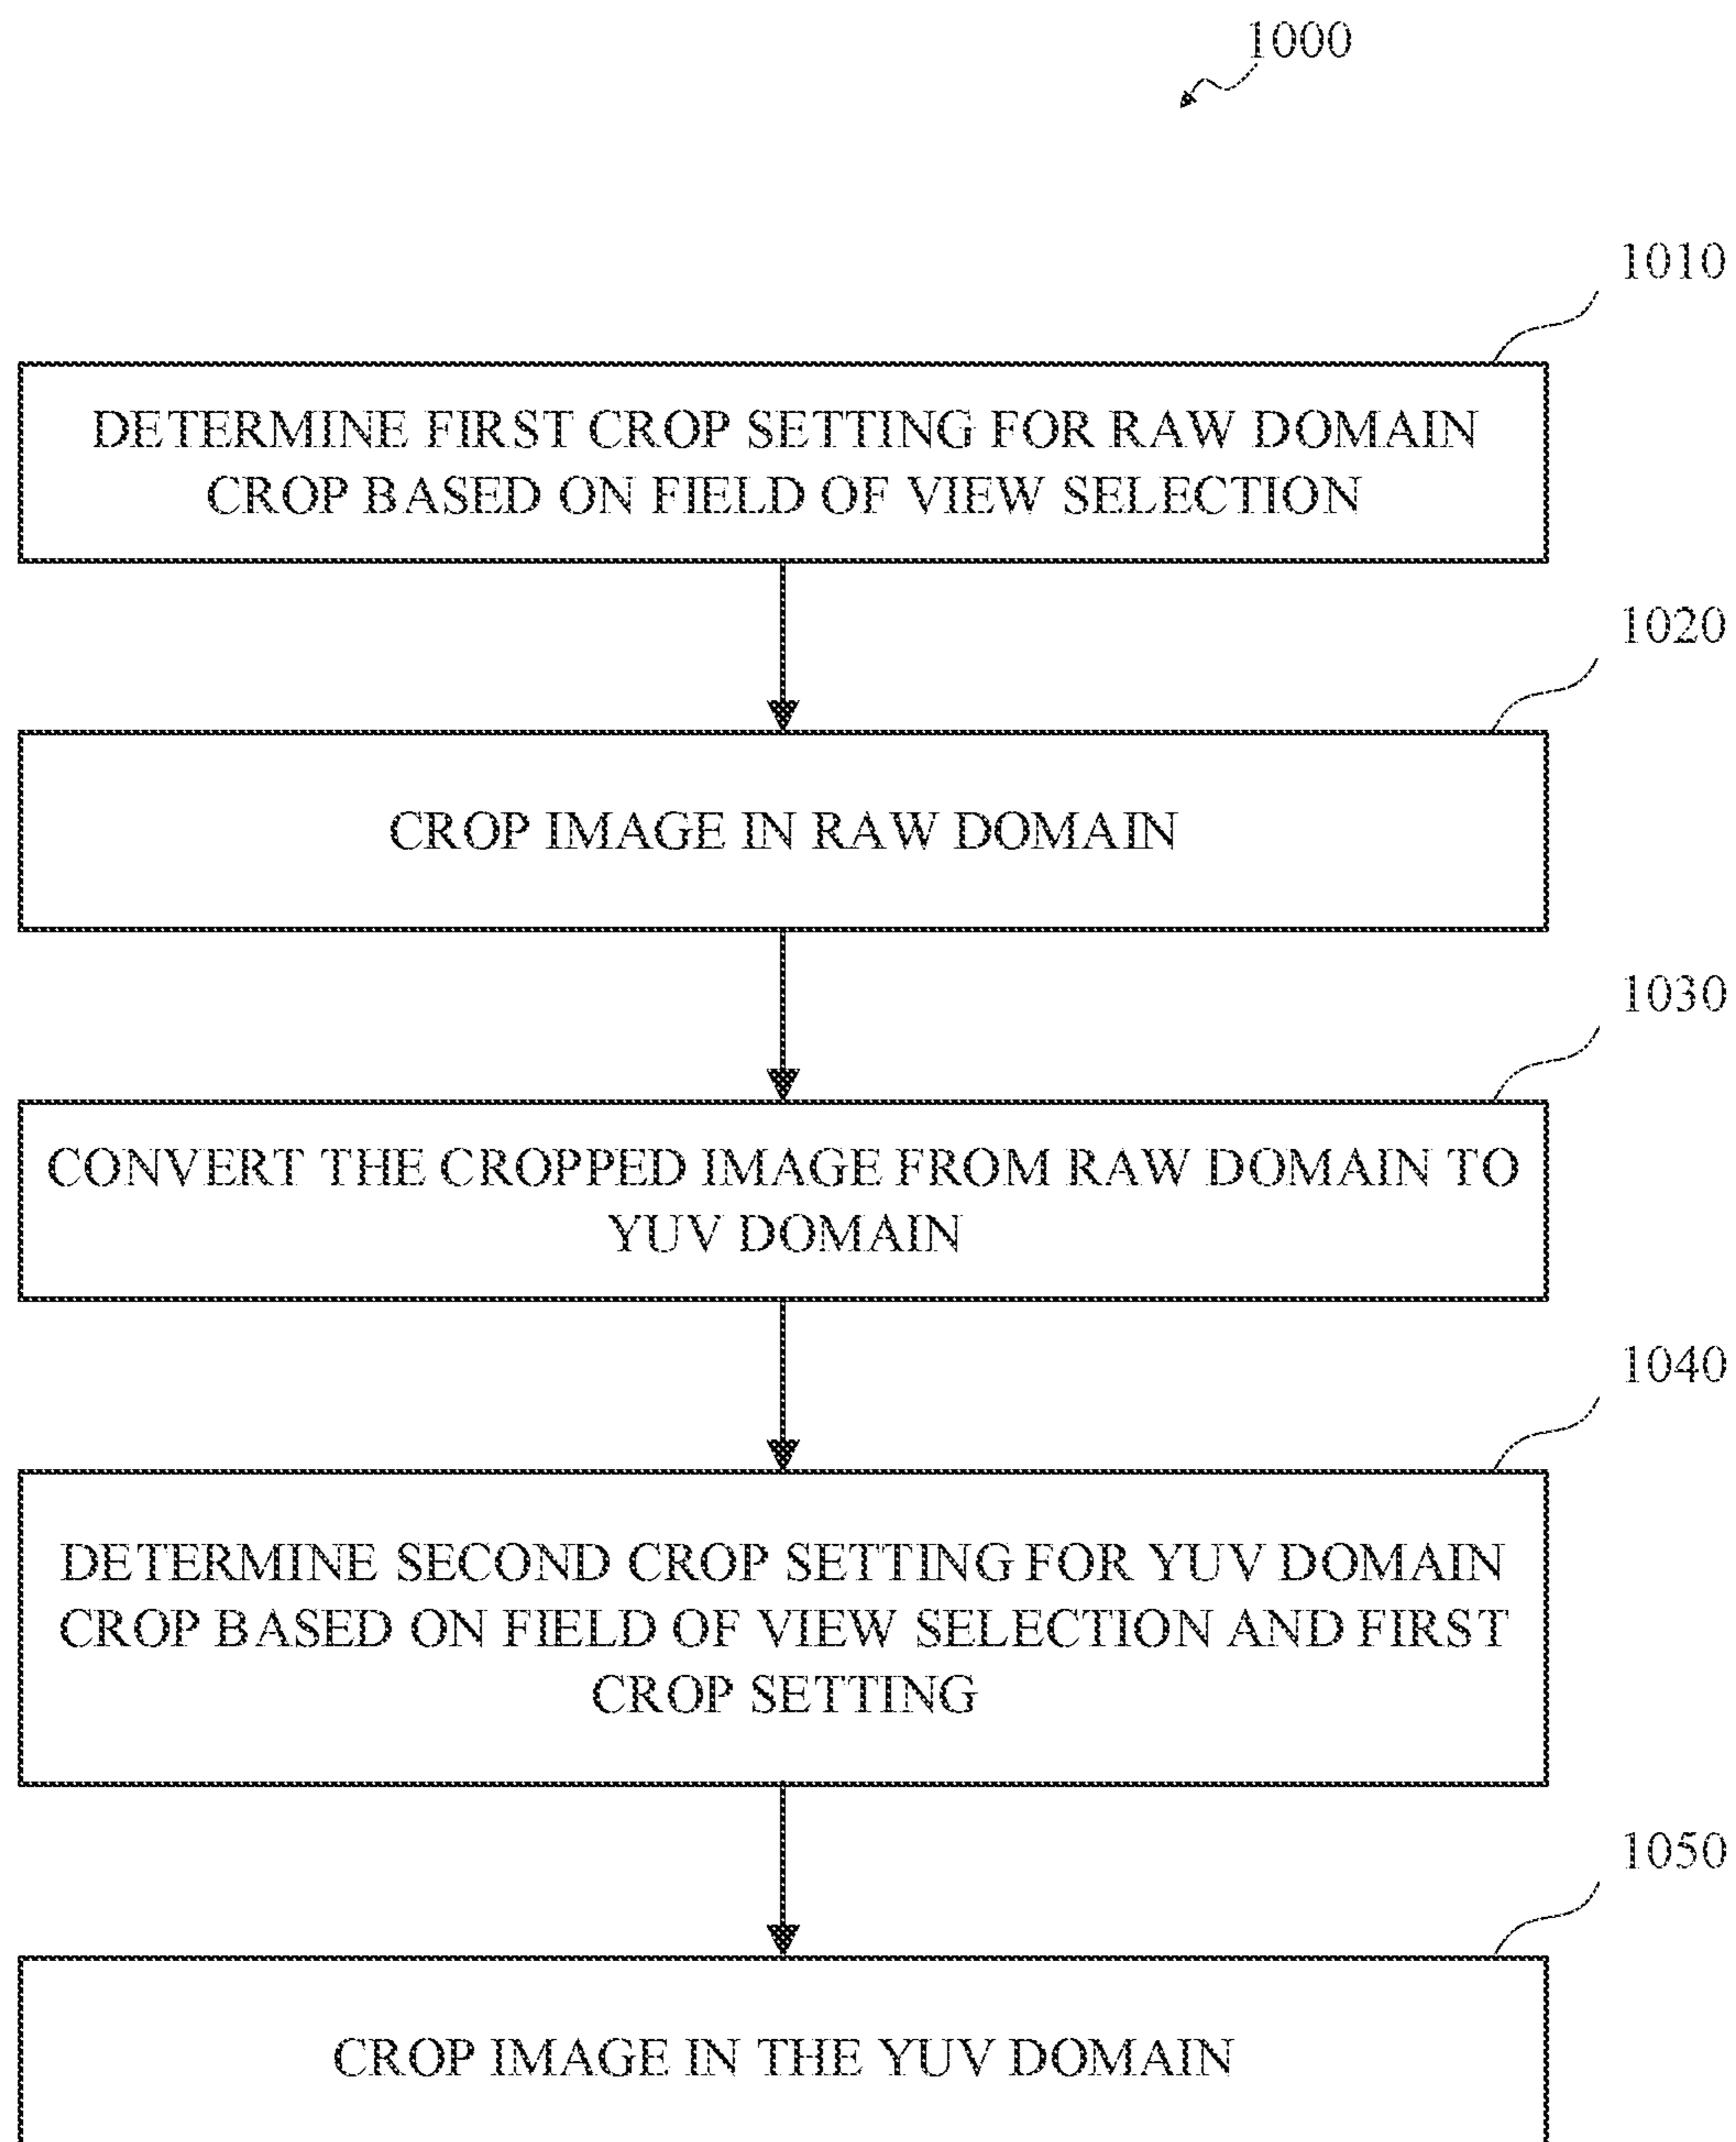 1000
1010
DETERMINE FIRST CROP SETTING FOR RAW DOMAIN
CROP BASED ON FIELD OF VIEW SELECTION
1020
CROP IMAGE IN RAW DOMAIN
1030
CONVERT THE CROPPED IMAGE FROM RAW DOMAIN TO
YUV DOMAIN
1040
DETERMINE SECOND CROP SETTING FOR YUV DOMAIN
CROP BASED ON FIELD OF VIEW SELECTION AND FIRST
CROP SETTING
1050
CROP IMAGE IN THE YUV DOMAIN